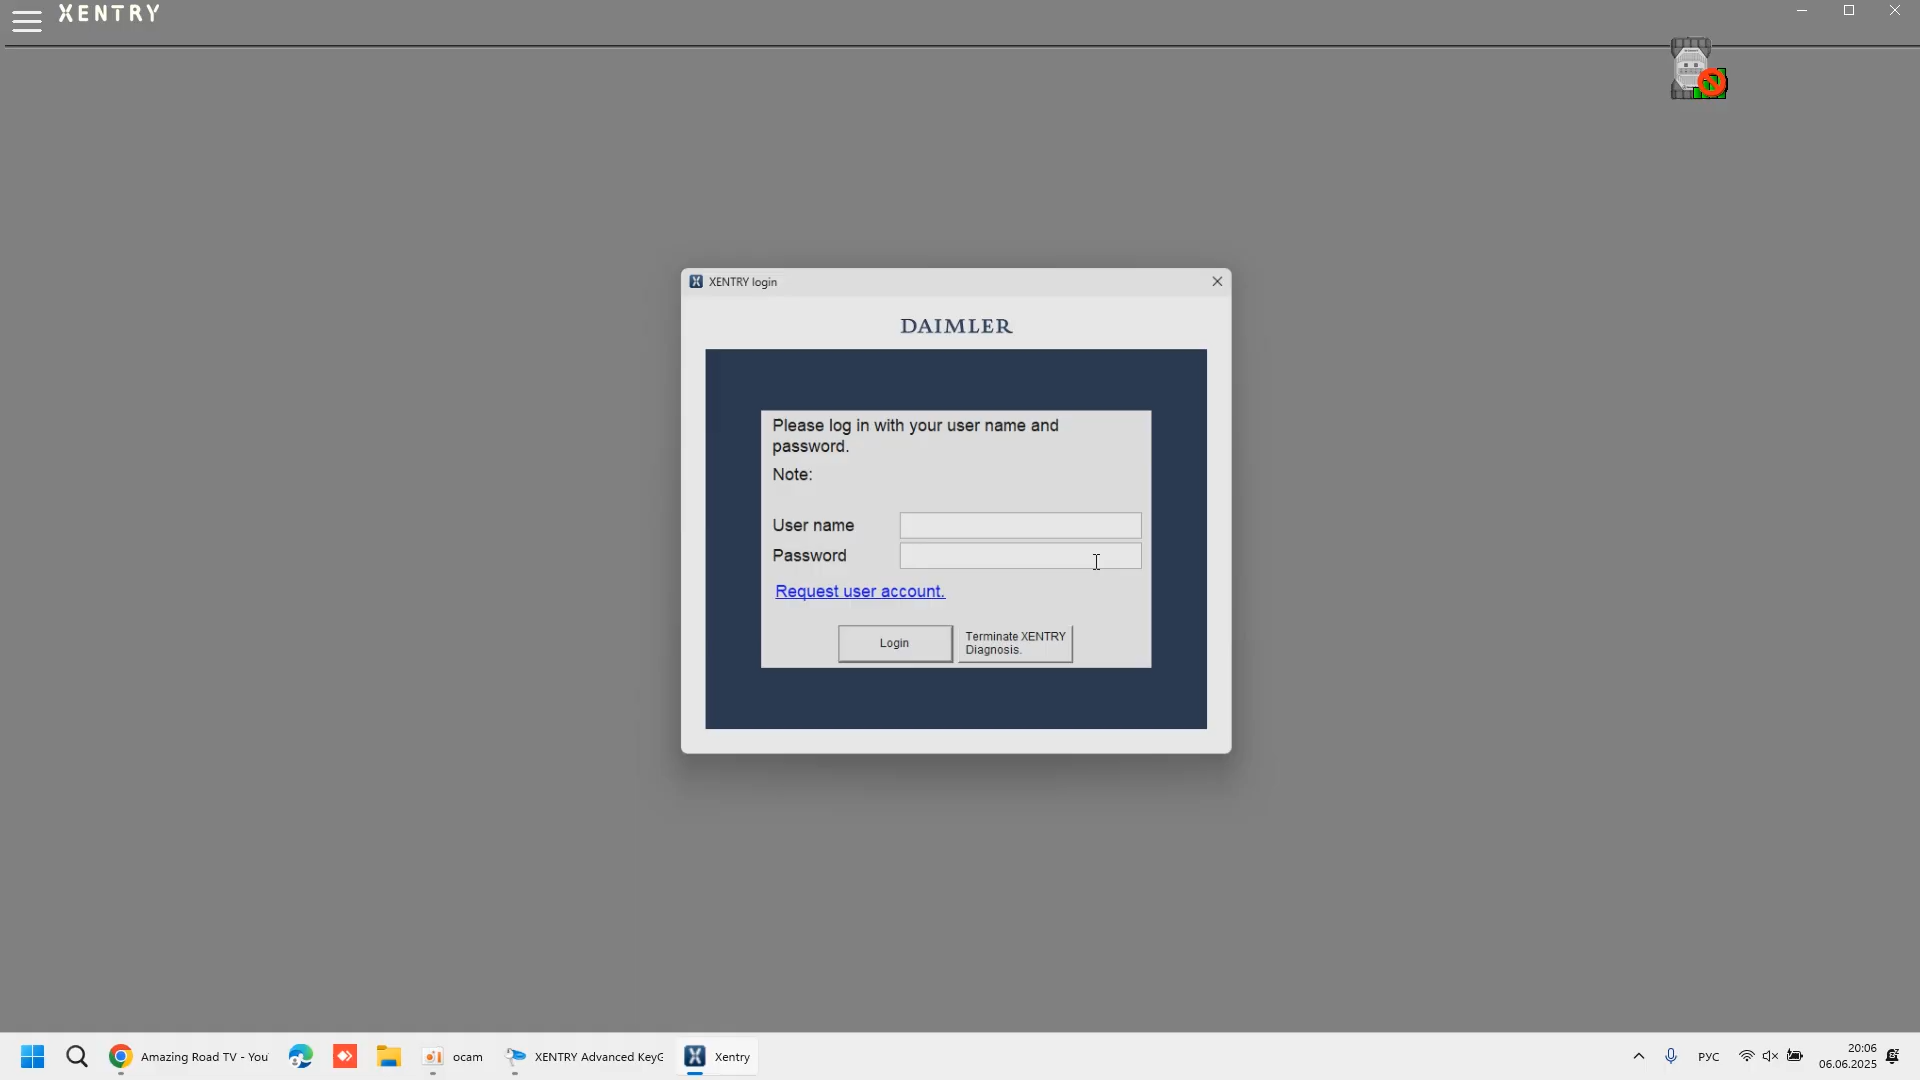 XENTRY
XENTRY login
DAIMLER
Please log in with your user name and
password.
Note:
User name
Password
Request user account.
Login
Terminate XENTRY
Diagnosis.
Amazing Road TV - You
ocam
XENTRY Advanced KeyG
Xentry
РУС
20:06
06.06.2025